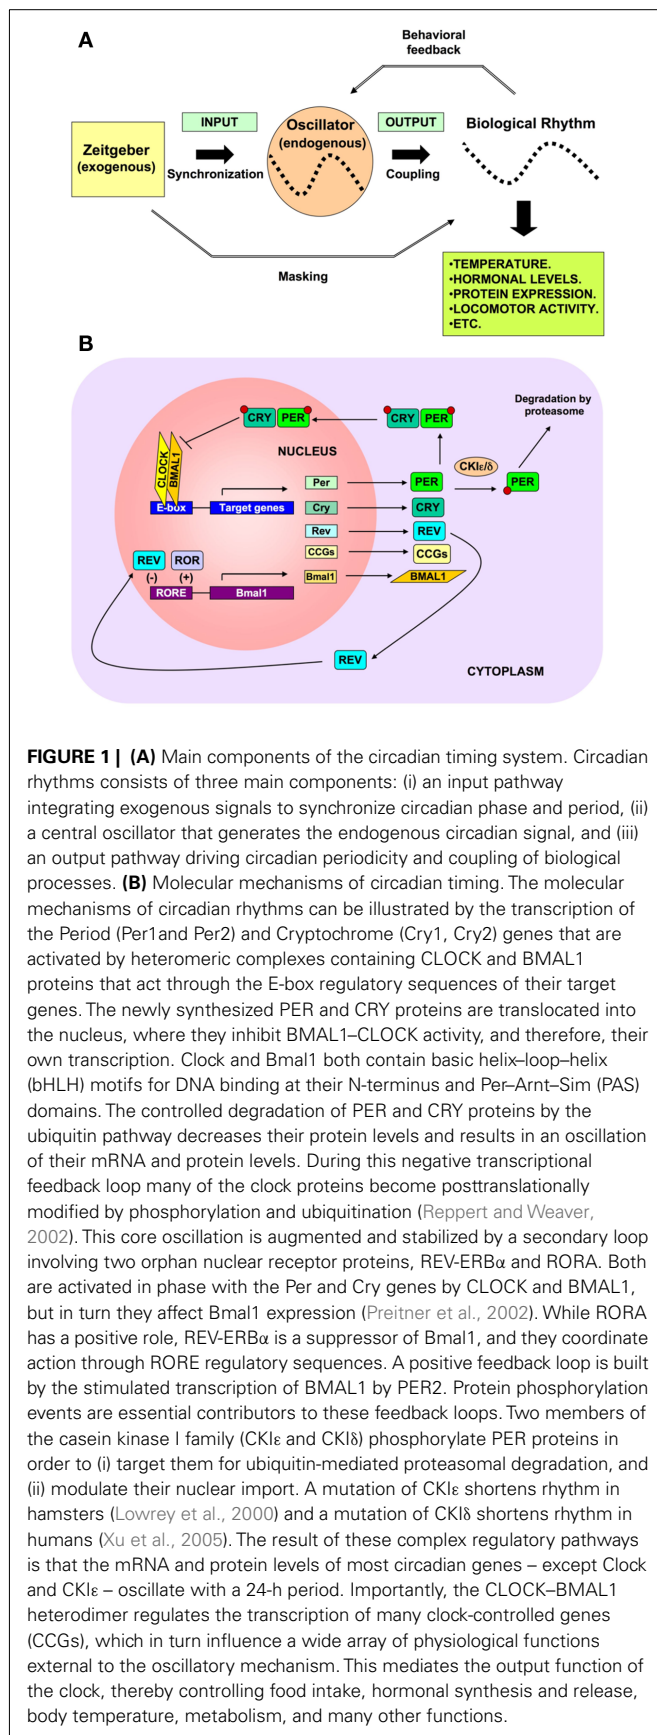 A
Behavioral
feedback
INPUT
Oscillator
(endogenous)
OUTPUT
Biological Rhythm
Zeitgeber
(exogenous)
Synchronization
Coupling
Masking
•TEMPERATURE.
•HORMONAL LEVELS.
•PROTEIN EXPRESSION.
•LOCOMOTOR ACTIVITY.
•ETC.
B
Degradation by
proteasome
CRY PER
CRY PER
NUCLEUS
CLOCK
BMAL1
CKIε/δ
Per
PER
PER
E-box
Target genes
Cry
CRY
Rev
REV
CCGs
CCGs
REV
ROR
(-)
(+)
Bmal1
BMAL1
RORE
Bmal1
REV
CYTOPLASM
FIGURE 1 | (A) Main components of the circadian timing system. Circadian
rhythms consists of three main components: (i) an input pathway
integrating exogenous signals to synchronize circadian phase and period, (ii)
a central oscillator that generates the endogenous circadian signal, and (iii)
an output pathway driving circadian periodicity and coupling of biological
processes. (B) Molecular mechanisms of circadian timing. The molecular
mechanisms of circadian rhythms can be illustrated by the transcription of
the Period (Per1and Per2) and Cryptochrome (Cry1, Cry2) genes that are
activated by heteromeric complexes containing CLOCK and BMAL1
proteins that act through the E-box regulatory sequences of their target
genes. The newly synthesized PER and CRY proteins are translocated into
the nucleus, where they inhibit BMAL1–CLOCK activity, and therefore, their
own transcription. Clock and Bmal1 both contain basic helix–loop–helix
(bHLH) motifs for DNA binding at their N-terminus and Per–Arnt–Sim (PAS)
domains. The controlled degradation of PER and CRY proteins by the
ubiquitin pathway decreases their protein levels and results in an oscillation
of their mRNA and protein levels. During this negative transcriptional
feedback loop many of the clock proteins become posttranslationally
modified by phosphorylation and ubiquitination (Reppert and Weaver,
2002). This core oscillation is augmented and stabilized by a secondary loop
involving two orphan nuclear receptor proteins, REV-ERBα and RORA. Both
are activated in phase with the Per and Cry genes by CLOCK and BMAL1,
but in turn they affect Bmal1 expression (Preitner et al., 2002). While RORA
has a positive role, REV-ERBα is a suppressor of Bmal1, and they coordinate
action through RORE regulatory sequences. A positive feedback loop is built
by the stimulated transcription of BMAL1 by PER2. Protein phosphorylation
events are essential contributors to these feedback loops. Two members of
the casein kinase I family (CKIε and CKIδ) phosphorylate PER proteins in
order to (i) target them for ubiquitin-mediated proteasomal degradation, and
(ii) modulate their nuclear import. A mutation of CKIε shortens rhythm in
hamsters (Lowrey et al., 2000) and a mutation of CKIδ shortens rhythm in
humans (Xu et al., 2005). The result of these complex regulatory pathways
is that the mRNA and protein levels of most circadian genes – except Clock
and CKIε – oscillate with a 24-h period. Importantly, the CLOCK–BMAL1
heterodimer regulates the transcription of many clock-controlled genes
(CCGs), which in turn influence a wide array of physiological functions
external to the oscillatory mechanism. This mediates the output function of
the clock, thereby controlling food intake, hormonal synthesis and release,
body temperature, metabolism, and many other functions.